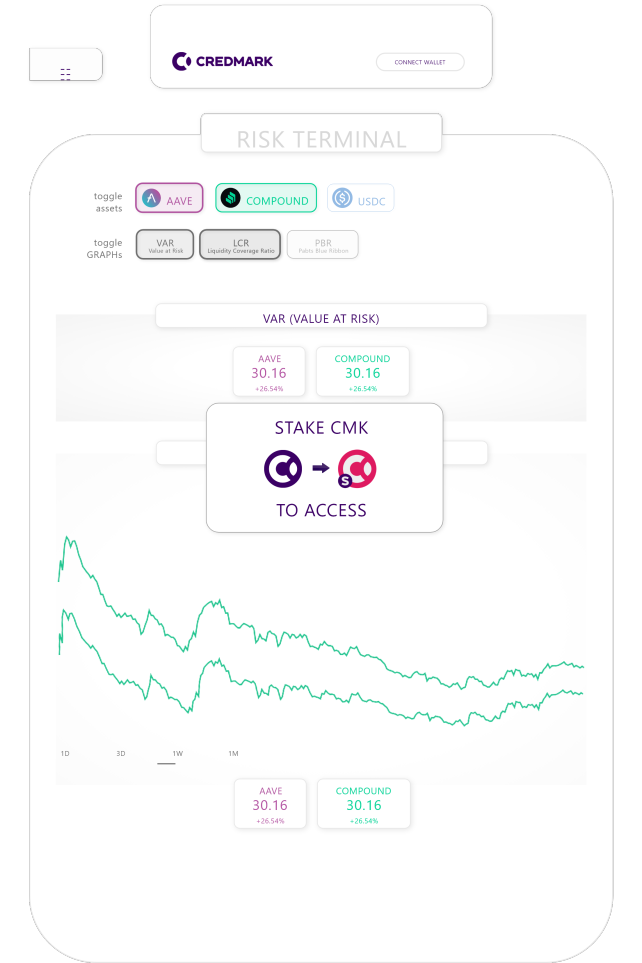 CREDMARK
CONNECT WALLET
RISK TERMINAL
toggle
assets
AAVE
COMPOUND
USDC
toggle
GRAPHs
VAR
Value at Risk
LCR
Liquidity Coverage Ratio
PBR
Pabts Blue Ribbon
VAR (VALUE AT RISK)
AAVE
30.16
+26.54%
COMPOUND
30.16
+26.54%
STAKE CMK
S
TO ACCESS
1D
3D
1W
1M
AAVE
30.16
+26.54%
COMPOUND
30.16
+26.54%